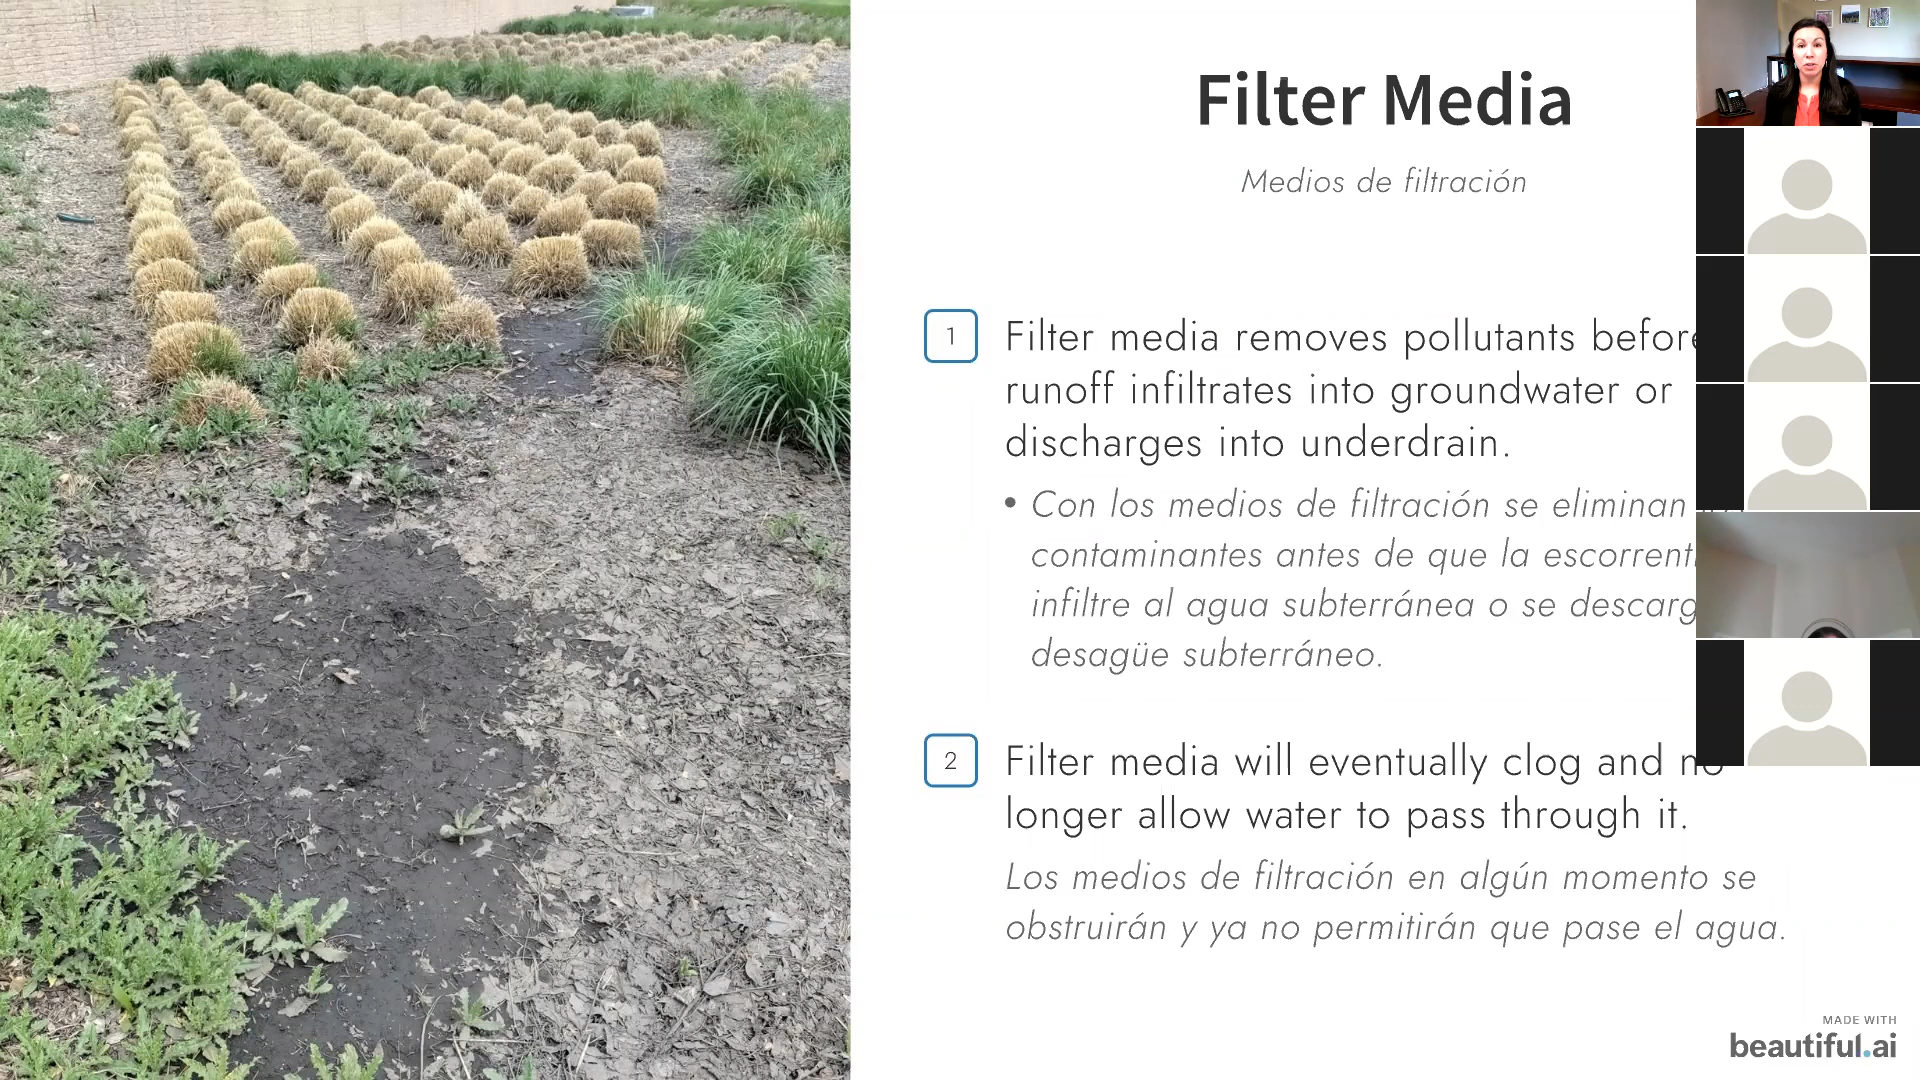 Filter Media
Medios de filtración
1
Filter media removes pollutants before
runoff infiltrates into groundwater or
discharges into underdrain.
• Con los medios de filtración se eliminan
contaminantes antes de que la
infiltre al agua subterránea o se
desagüe subterráneo.
2
Filter media will eventually clog and no
longer allow water to pass through it.
Los medios de filtración en algún momento se
obstruirán y ya no permitirán que pase el agua.
MADE WITH
beautiful.ai